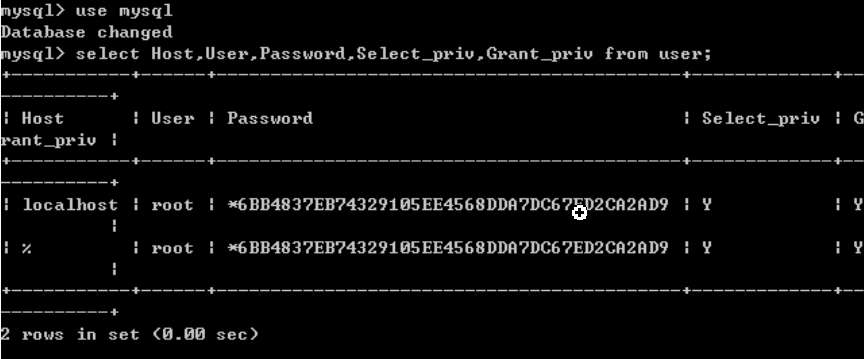 mysql> use mysql
Database changed
mysql> select Host,User,Password,Select_priv,Grant_priv from user;
+-----------+------+-------------------------------------------+-------------+--
----------+
| Host      | User | Password                                  | Select_priv | G
rant_priv |
+-----------+------+-------------------------------------------+-------------+--
----------+
| localhost | root | *6BB4837EB74329105EE4568DDA7DC67ED2CA2AD9 | Y           | Y
          |
| %         | root | *6BB4837EB74329105EE4568DDA7DC67ED2CA2AD9 | Y           | Y
          |
+-----------+------+-------------------------------------------+-------------+--
----------+
2 rows in set (0.00 sec)